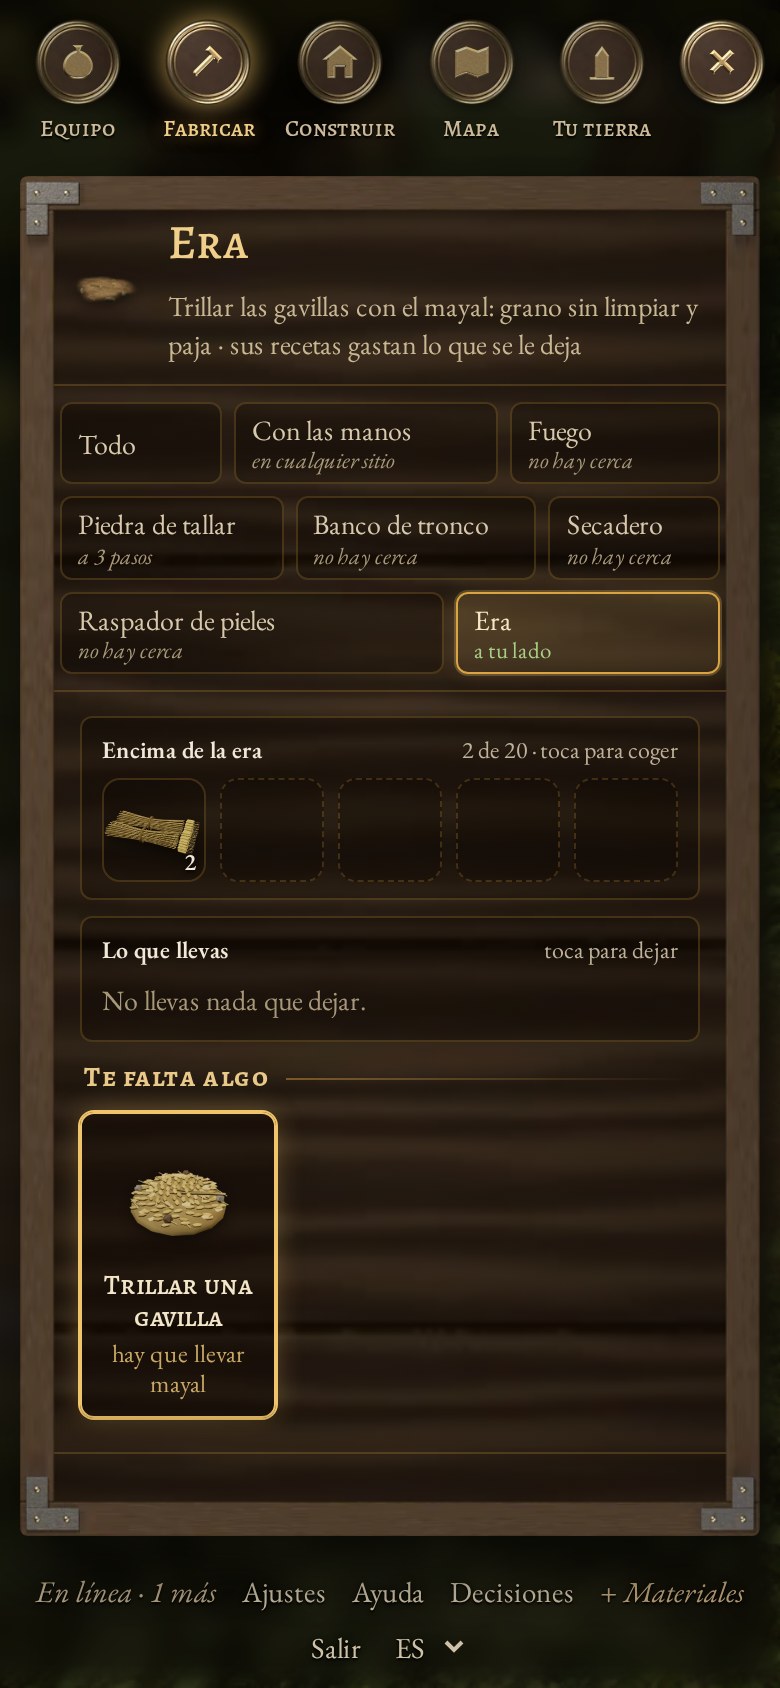 Equipo Fabricar Construir Mapa Tu tierra
Era
Trillar las gavillas con el mayal: grano sin limpiar y
paja · sus recetas gastan lo que se le deja
Todo
Con las manos
en cualquier sitio
Fuego
no hay cerca
Piedra de tallar
a 3 pasos
Banco de tronco
no hay cerca
Secadero
no hay cerca
Raspador de pieles
no hay cerca
Era
a tu lado
Encima de la era 2 de 20 · toca para coger
2
Lo que llevas toca para dejar
No llevas nada que dejar.
Te falta algo
Trillar una
gavilla
hay que llevar
mayal
En línea · 1 más Ajustes Ayuda Decisiones + Materiales
Salir ES